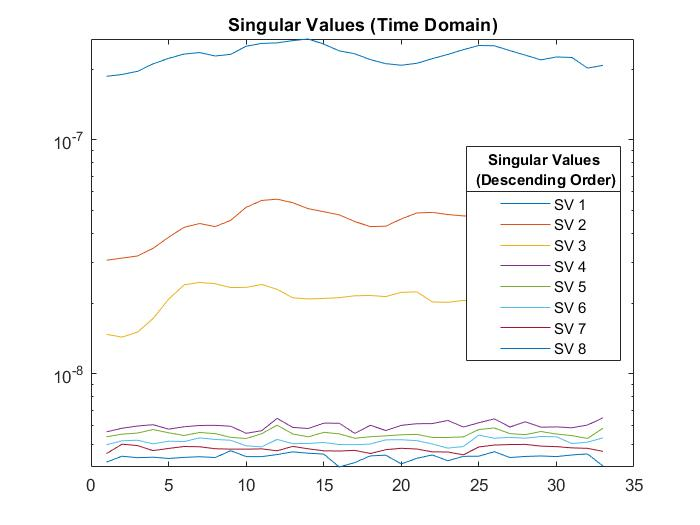 Singular Values (Time Domain)
10-7
10-8
Singular Values
(Descending Order)
SV 1
SV 2
SV 3
SV 4
SV 5
SV 6
SV 7
SV 8
0 5 10 15 20 25 30 35